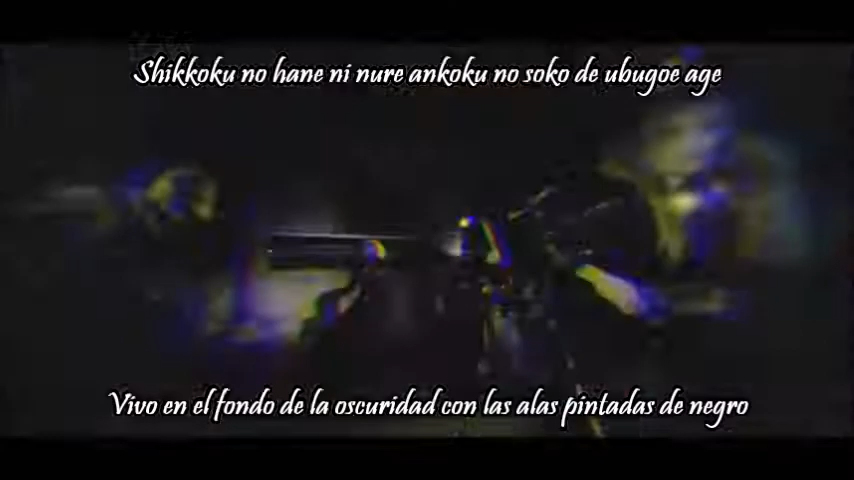 Shikkoku no hane ni nure ankoku no soko de ubugoe age
Vivo en el fondo de la oscuridad con las alas pintadas de negro